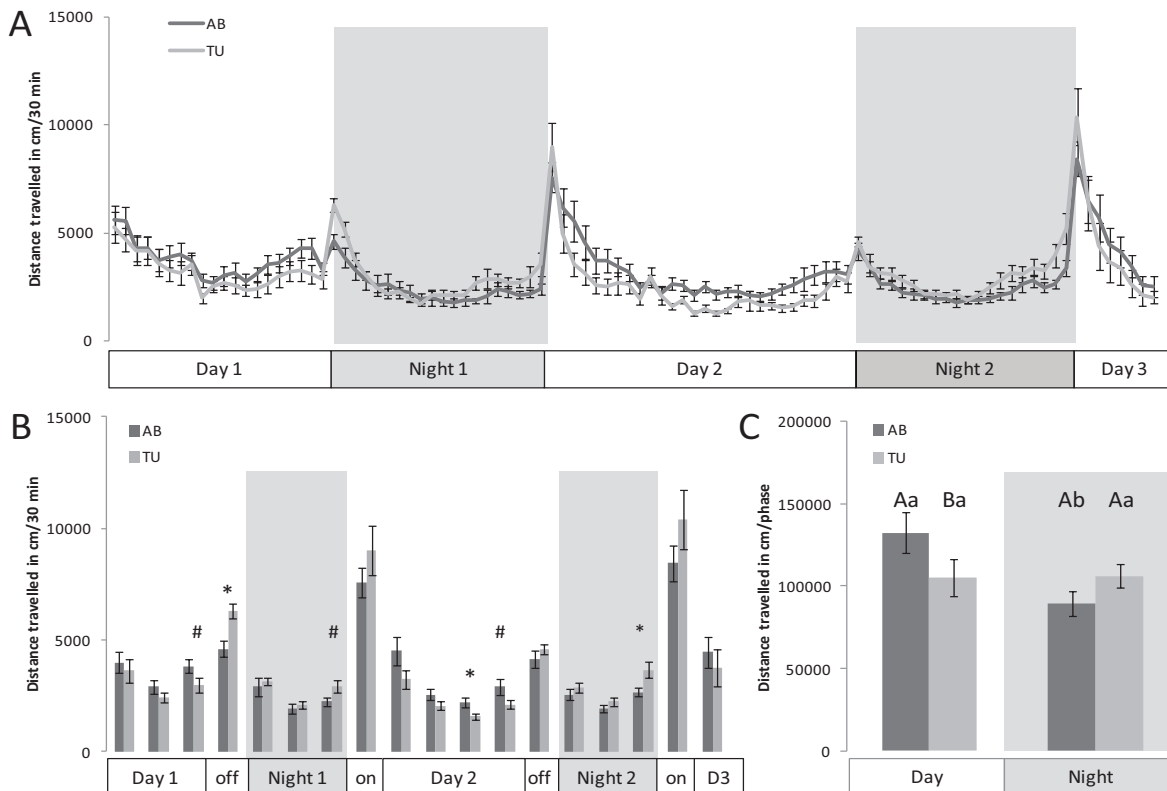 A
15000
10000
5000
0
Distance travelled in cm/30 min
AB
TU
Day 1
Night 1
Day 2
Night 2
Day 3
B
15000
10000
5000
0
Distance travelled in cm/30 min
AB
TU
#
*
#
*
#
*
Day 1
off
Night 1
on
Day 2
off
Night 2
on
D3
C
200000
150000
100000
50000
0
Distance travelled in cm/phase
AB
TU
Aa
Ba
Ab
Aa
Day
Night